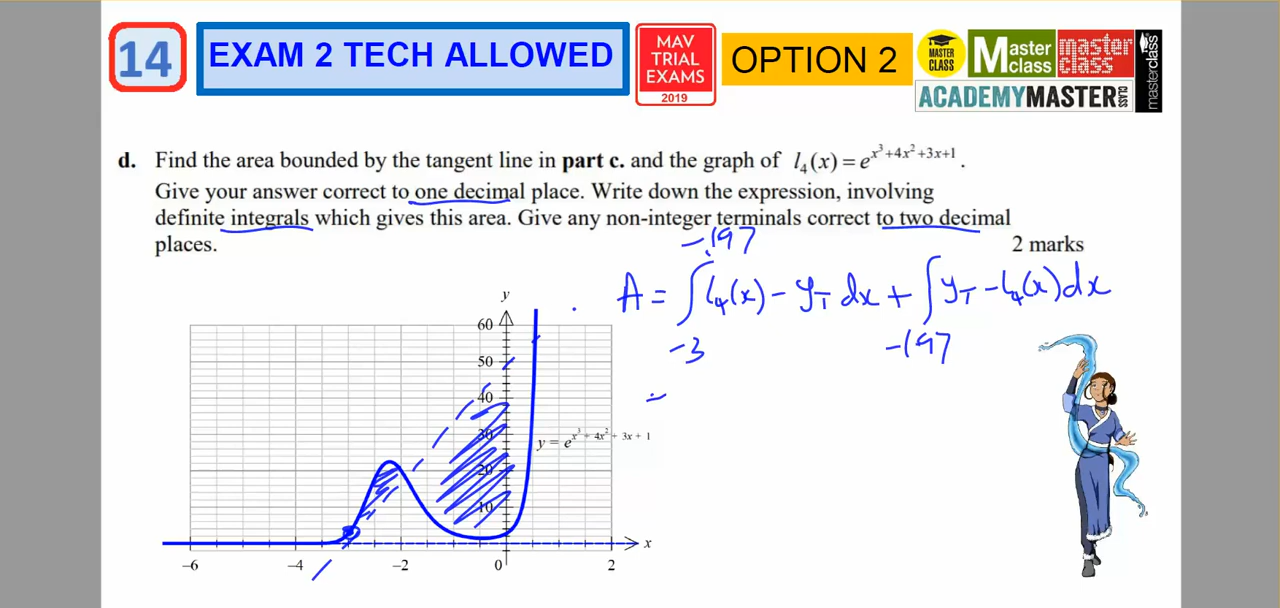 14
EXAM 2 TECH ALLOWED
MAV
TRIAL
EXAMS
2019
OPTION 2
MASTER
CLASS
Master
class
master
class
masterclass
ACADEMYMASTER CLASS
d. Find the area bounded by the tangent line in part c. and the graph of l₄(x) = e^(x³+4x²+3x+1).
Give your answer correct to one decimal place. Write down the expression, involving
definite integrals which gives this area. Give any non-integer terminals correct to two decimal
places. 2 marks
A = ∫ l₄(x) - y_T dx + ∫ y_T - l₄(x) dx
-1.97
-3
-197
=
y
60
50
40
30
20
10
y = e^(x³ + 4x² + 3x + 1)
x
-6 -4 -2 0 2